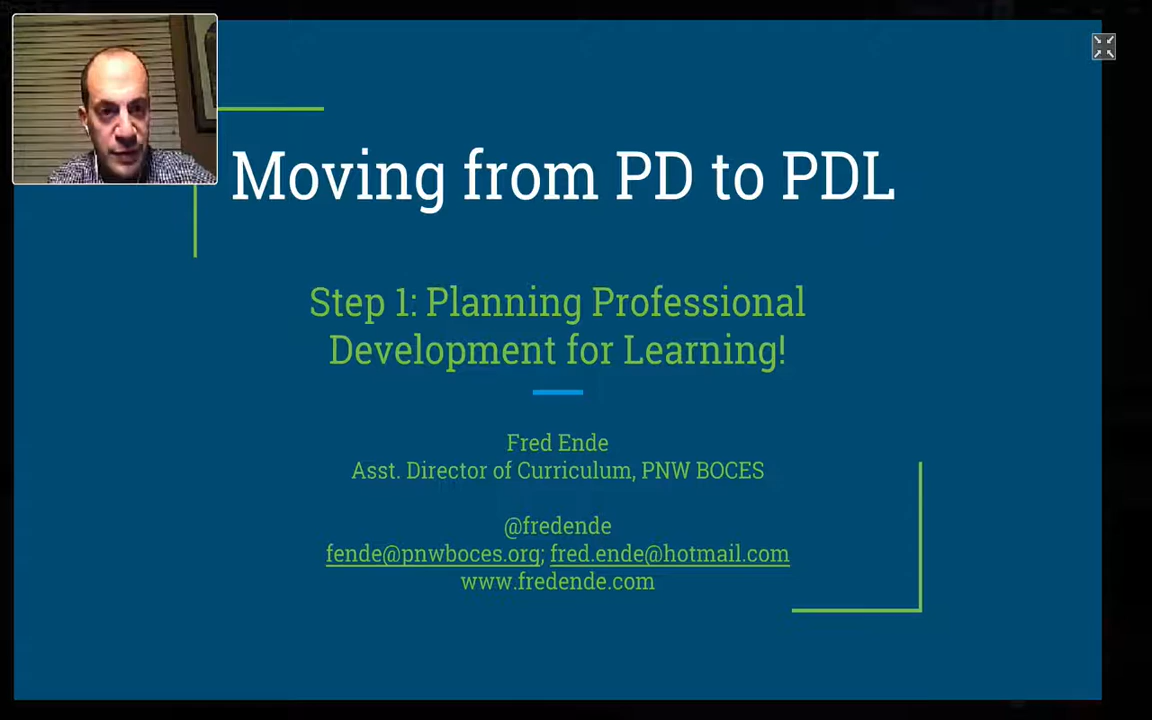 Moving from PD to PDL
Step 1: Planning Professional
Development for Learning!
Fred Ende
Asst. Director of Curriculum, PNW BOCES
@fredende
fende@pnwboces.org; fred.ende@hotmail.com
www.fredende.com